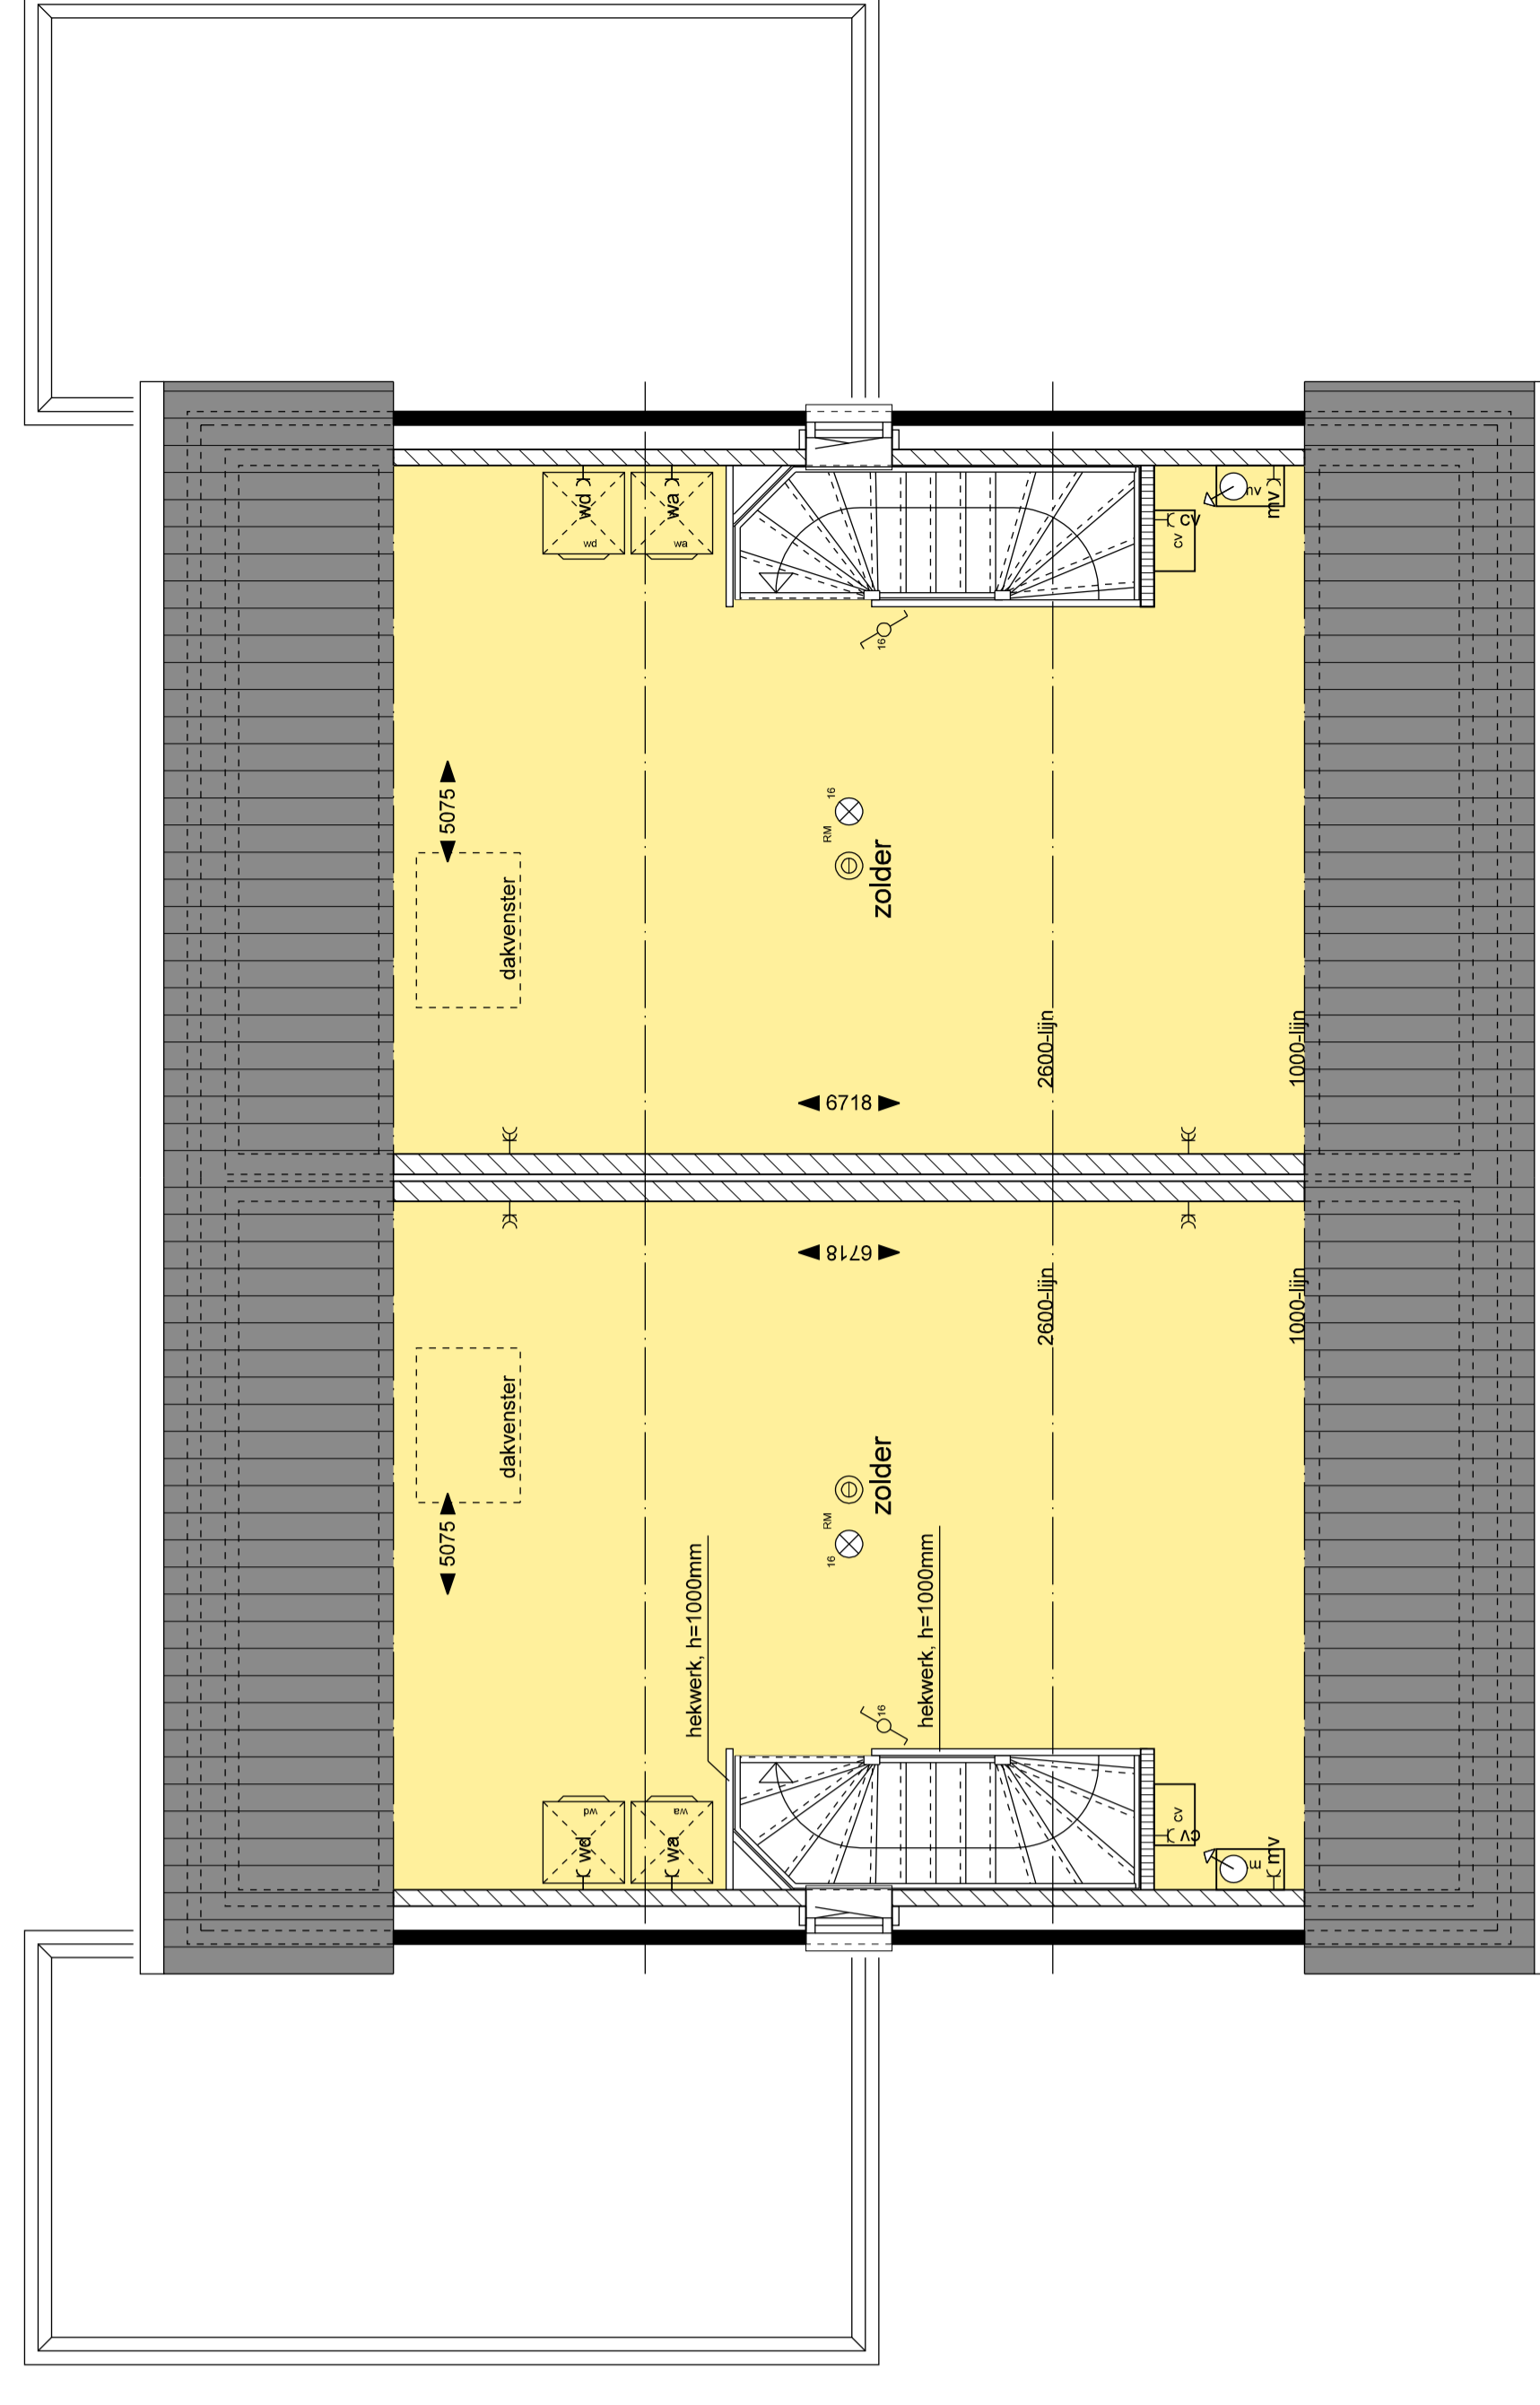 wd
wa
wd
wa
cv
cv
mv
16
5075
16
RM
zolder
dakvenster
2600-lijn
1000-lijn
6718
6718
2600-lijn
1000-lijn
dakvenster
5075
zolder
RM
16
hekwerk, h=1000mm
hekwerk, h=1000mm
16
wd
wa
wd
wa
cv
cv
mv